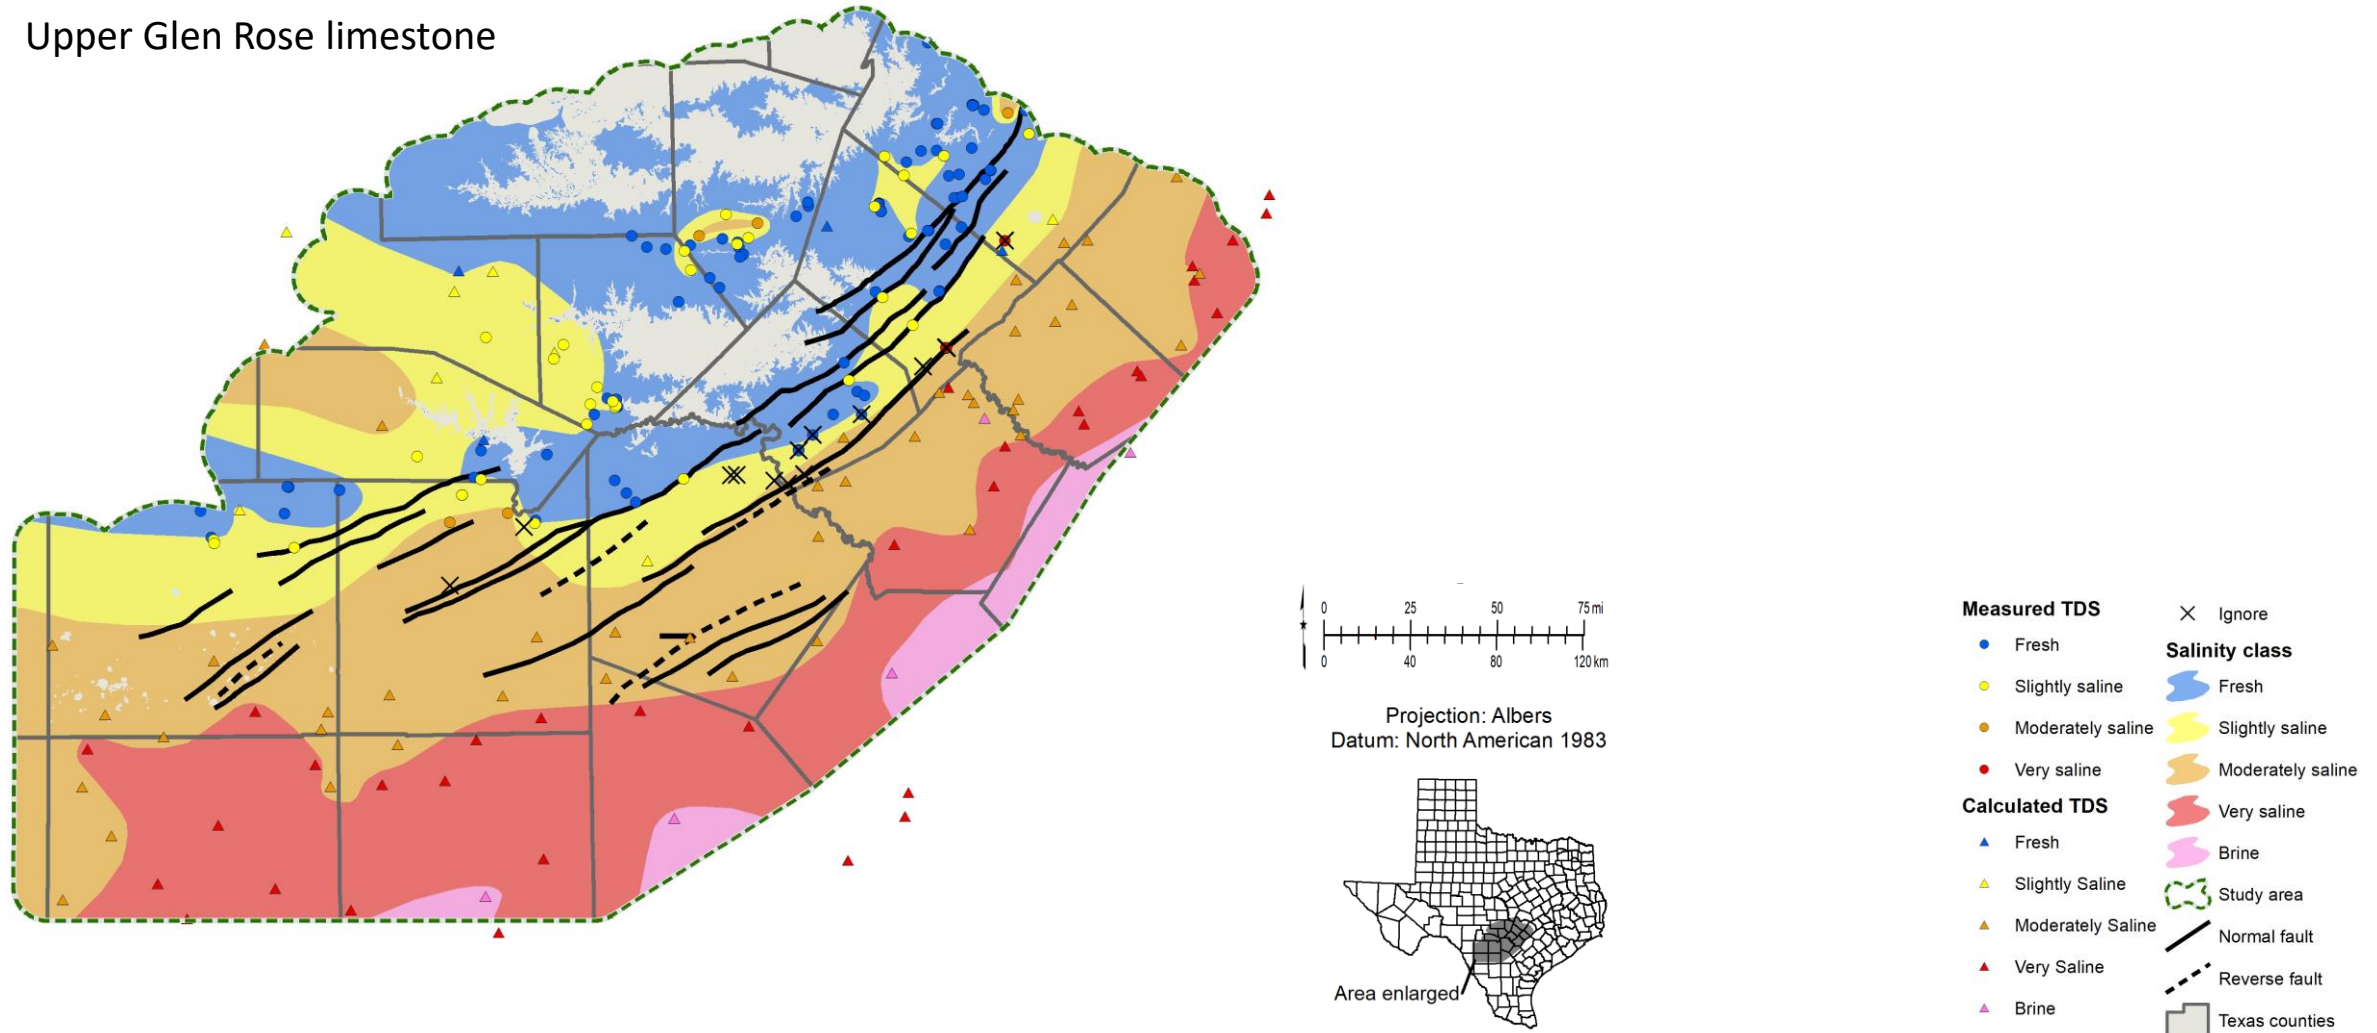 Upper Glen Rose limestone
0 25 50 75 mi
0 40 80 120 km
Projection: Albers
Datum: North American 1983
Area enlarged
Measured TDS
Fresh
Slightly saline
Moderately saline
Very saline
Calculated TDS
Fresh
Slightly Saline
Moderately Saline
Very Saline
Brine
Ignore
Salinity class
Fresh
Slightly saline
Moderately saline
Very saline
Brine
Study area
Normal fault
Reverse fault
Texas counties